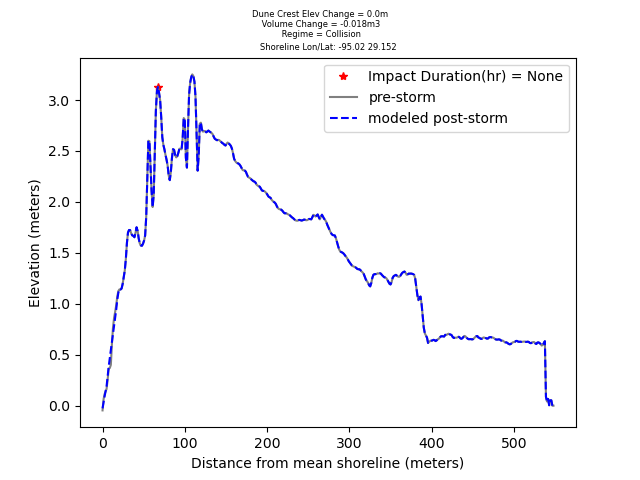 Dune Crest Elev Change = 0.0m
Volume Change = -0.018m3
Regime = Collision
Shoreline Lon/Lat: -95.02 29.152
Impact Duration(hr) = None
pre-storm
modeled post-storm
Elevation (meters)
3.0
2.5
2.0
1.5
1.0
0.5
0.0
0 100 200 300 400 500
Distance from mean shoreline (meters)